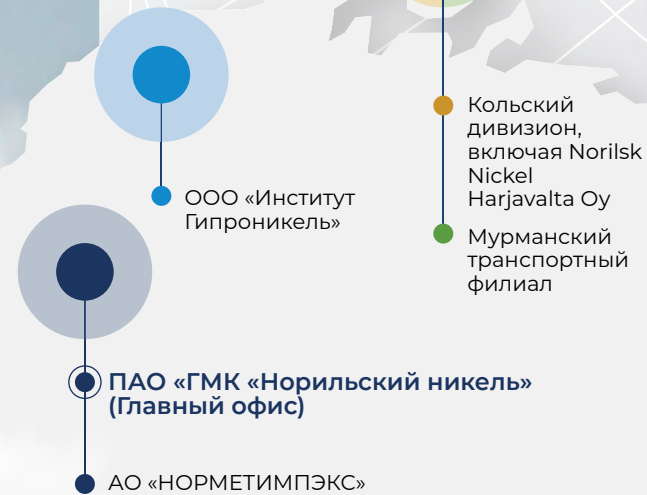 ООО «Институт
Гипроникель»
Кольский
дивизион,
включая Norilsk
Nickel
Harjavalta Oy
Мурманский
транспортный
филиал
ПАО «ГМК «Норильский никель»
(Главный офис)
АО «НОРМЕТИМПЭКС»